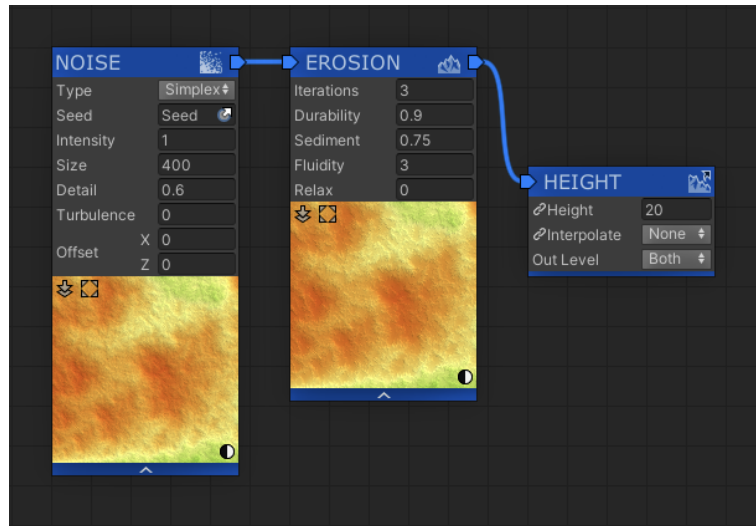 NOISE
Type Simplex
Seed Seed
Intensity 1
Size 400
Detail 0.6
Turbulence 0
Offset X 0
Z 0
EROSION
Iterations 3
Durability 0.9
Sediment 0.75
Fluidity 3
Relax 0
HEIGHT
Height 20
Interpolate None
Out Level Both